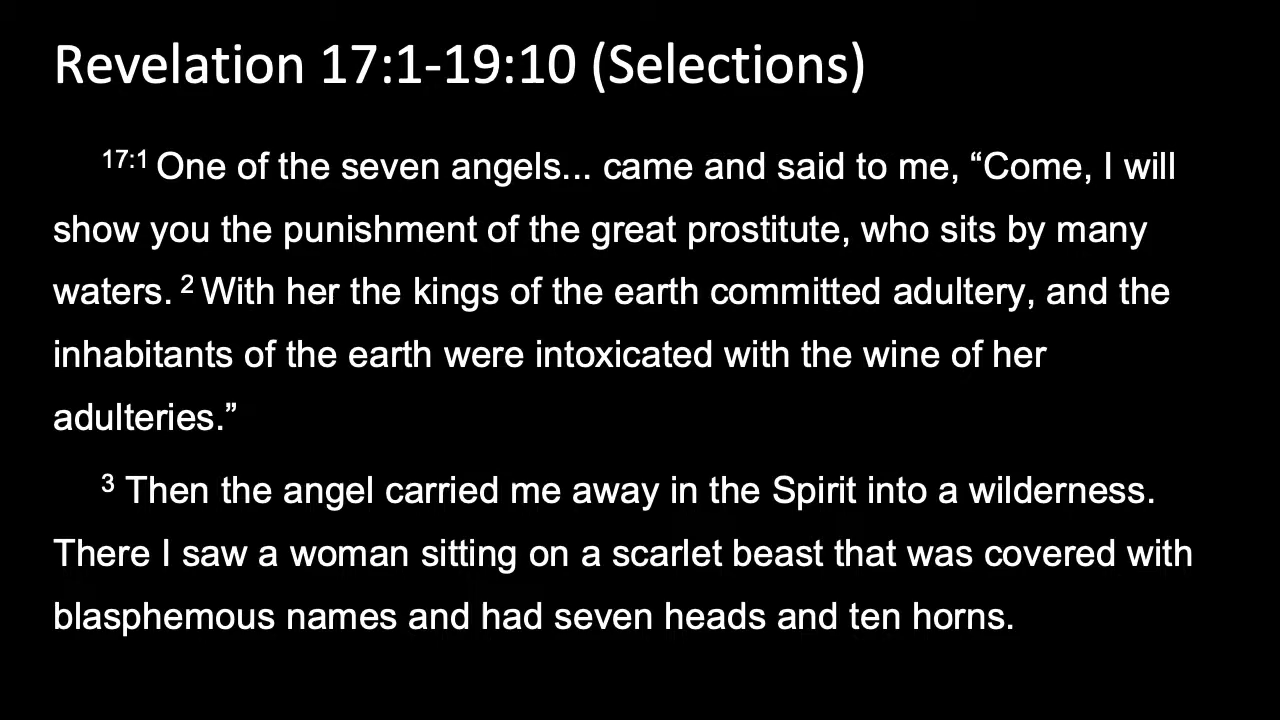 Revelation 17:1-19:10 (Selections)
17:1 One of the seven angels... came and said to me, “Come, I will
show you the punishment of the great prostitute, who sits by many
waters. 2 With her the kings of the earth committed adultery, and the
inhabitants of the earth were intoxicated with the wine of her
adulteries.”
3 Then the angel carried me away in the Spirit into a wilderness.
There I saw a woman sitting on a scarlet beast that was covered with
blasphemous names and had seven heads and ten horns.